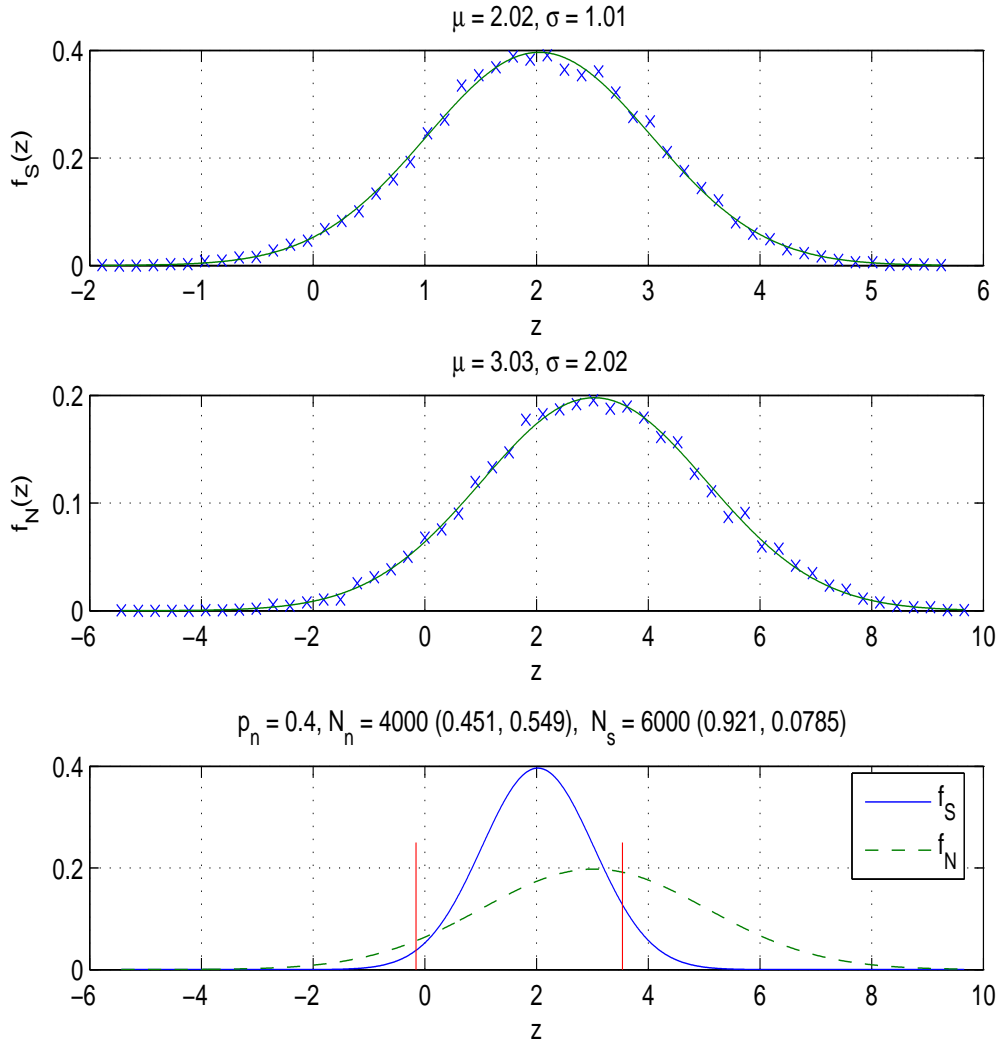 μ = 2.02, σ = 1.01
f_S(z)
0.4
0.2
0
−2 −1 0 1 2 3 4 5 6
z
μ = 3.03, σ = 2.02
f_N(z)
0.2
0.1
0
−6 −4 −2 0 2 4 6 8 10
z
p_n = 0.4, N_n = 4000 (0.451, 0.549), N_s = 6000 (0.921, 0.0785)
0.4
0.2
0
f_S
f_N
−6 −4 −2 0 2 4 6 8 10
z